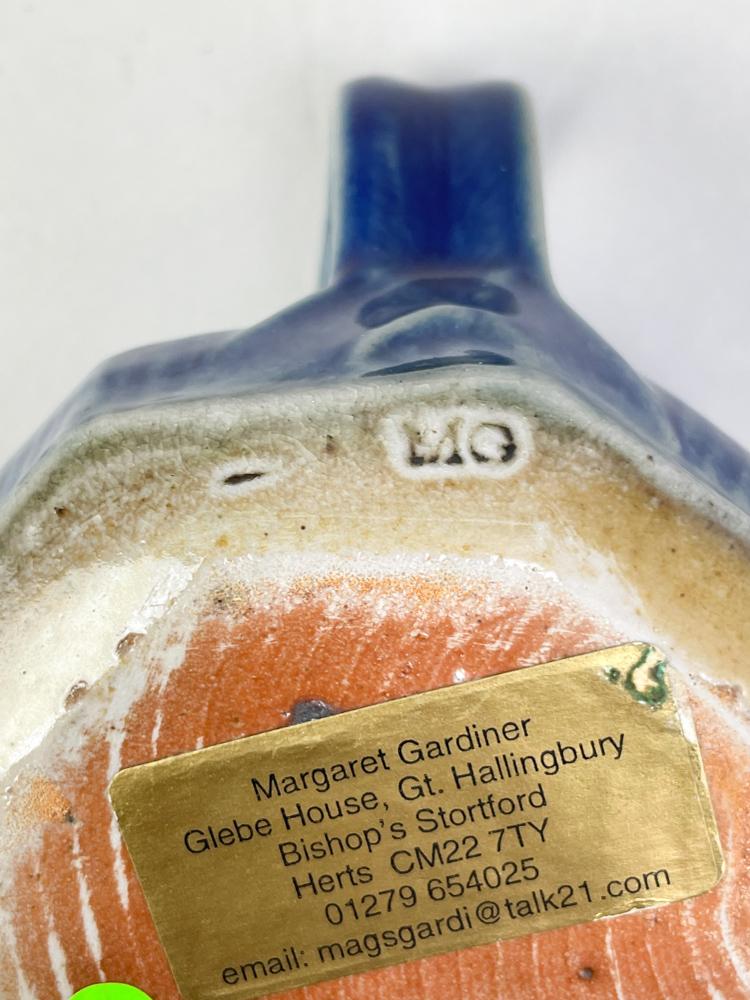 MG
Margaret Gardiner
Glebe House, Gt. Hallingbury
Bishop's Stortford
Herts CM22 7TY
01279 654025
email: magsgardi@talk21.com